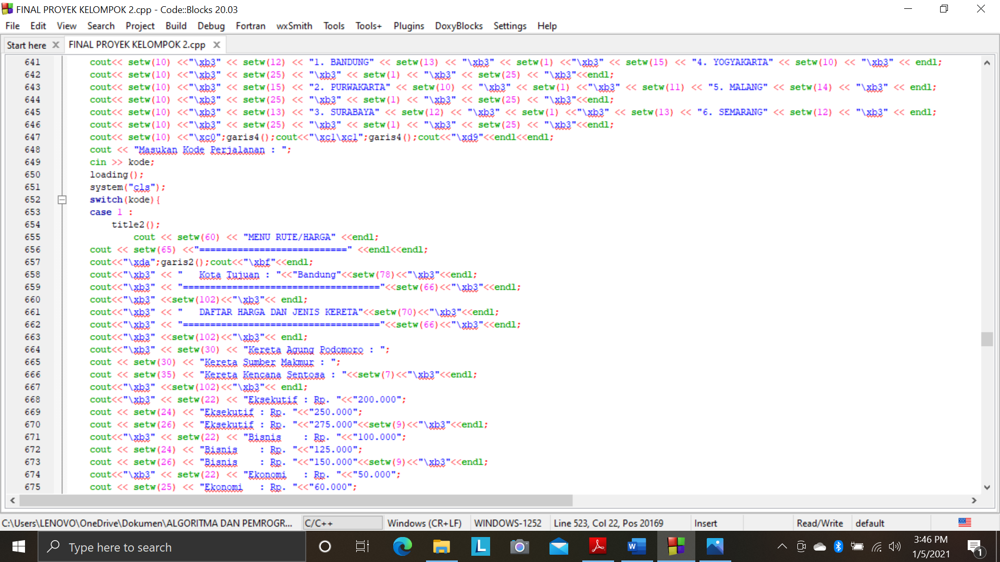 FINAL PROYEK KELOMPOK 2.cpp - Code::Blocks 20.03
File Edit View Search Project Build Debug Fortran wxSmith Tools Tools+ Plugins DoxyBlocks Settings Help
Start here FINAL PROYEK KELOMPOK 2.cpp
641 cout<< setw(10) <<"\xb3" << setw(12) << "1. BANDUNG" << setw(13) << "\xb3" << setw(1) <<"\xb3" << setw(15) << "4. YOGYAKARTA" << setw(10) << "\xb3" << endl;
642 cout<< setw(10) <<"\xb3" << setw(25) << "\xb3" << setw(1) << "\xb3" << setw(25) << "\xb3"<<endl;
643 cout<< setw(10) <<"\xb3" << setw(15) << "2. PURWAKARTA" << setw(10) << "\xb3" << setw(1) <<"\xb3" << setw(11) << "5. MALANG" << setw(14) << "\xb3" << endl;
644 cout<< setw(10) <<"\xb3" << setw(25) << "\xb3" << setw(1) << "\xb3" << setw(25) << "\xb3"<<endl;
645 cout<< setw(10) <<"\xb3" << setw(13) << "3. SURABAYA" << setw(12) << "\xb3" << setw(1) <<"\xb3" << setw(13) << "6. SEMARANG" << setw(12) << "\xb3" << endl;
646 cout<< setw(10) <<"\xb3" << setw(25) << "\xb3" << setw(1) << "\xb3" << setw(25) << "\xb3"<<endl;
647 cout<< setw(10) <<"\xc0";garis4();cout<<"\xc1\xc1";garis4();cout<<"\xd9"<<endl<<endl;
648 cout << "Masukan Kode Perjalanan : ";
649 cin >> kode;
650 loading();
651 system("cls");
652 switch(kode){
653 case 1 :
654 title2();
655 cout << setw(60) << "MENU RUTE/HARGA" <<endl;
656 cout << setw(65) <<"===========================" <<endl<<endl;
657 cout<<"\xda";garis2();cout<<"\xbf"<<endl;
658 cout<<"\xb3" << "   Kota Tujuan : "<<"Bandung"<<setw(78)<<"\xb3"<<endl;
659 cout<<"\xb3" << "===================================="<<setw(66)<<"\xb3"<<endl;
660 cout<<"\xb3" <<setw(102)<<"\xb3"<< endl;
661 cout<<"\xb3" << "   DAFTAR HARGA DAN JENIS KERETA"<<setw(70)<<"\xb3"<<endl;
662 cout<<"\xb3" << "===================================="<<setw(66)<<"\xb3"<<endl;
663 cout<<"\xb3" <<setw(102)<<"\xb3"<< endl;
664 cout<<"\xb3" << setw(30) << "Kereta Agung Podomoro : ";
665 cout << setw(30) << "Kereta Sumber Makmur : ";
666 cout << setw(35) << "Kereta Kencana Sentosa : "<<setw(7)<<"\xb3"<<endl;
667 cout<<"\xb3" <<setw(102)<<"\xb3"<< endl;
668 cout<<"\xb3" << setw(22) << "Eksekutif : Rp. "<<"200.000";
669 cout << setw(24) << "Eksekutif : Rp. "<<"250.000";
670 cout << setw(26) << "Eksekutif : Rp. "<<"275.000"<<setw(9)<<"\xb3"<<endl;
671 cout<<"\xb3" << setw(22) << "Bisnis    : Rp. "<<"100.000";
672 cout << setw(24) << "Bisnis    : Rp. "<<"125.000";
673 cout << setw(26) << "Bisnis    : Rp. "<<"150.000"<<setw(9)<<"\xb3"<<endl;
674 cout<<"\xb3" << setw(22) << "Ekonomi   : Rp. "<<"50.000";
675 cout << setw(25) << "Ekonomi   : Rp. "<<"60.000";
C:\Users\LENOVO\OneDrive\Dokumen\ALGORITMA DAN PEMROGR... C/C++ Windows (CR+LF) WINDOWS-1252 Line 523, Col 22, Pos 20169 Insert Read/Write default
Type here to search
L
W
3:46 PM
1/5/2021
1